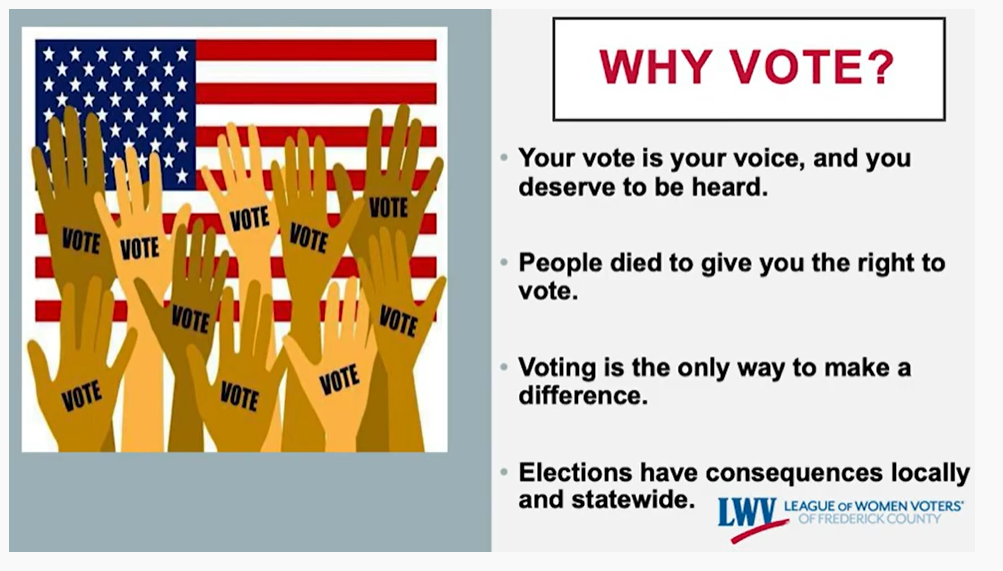 WHY VOTE?
• Your vote is your voice, and you
deserve to be heard.
• People died to give you the right to
vote.
• Voting is the only way to make a
difference.
• Elections have consequences locally
and statewide.
LWV LEAGUE OF WOMEN VOTERS®
OF FREDERICK COUNTY
VOTE
VOTE
VOTE
VOTE
VOTE
VOTE
VOTE
VOTE
VOTE
VOTE